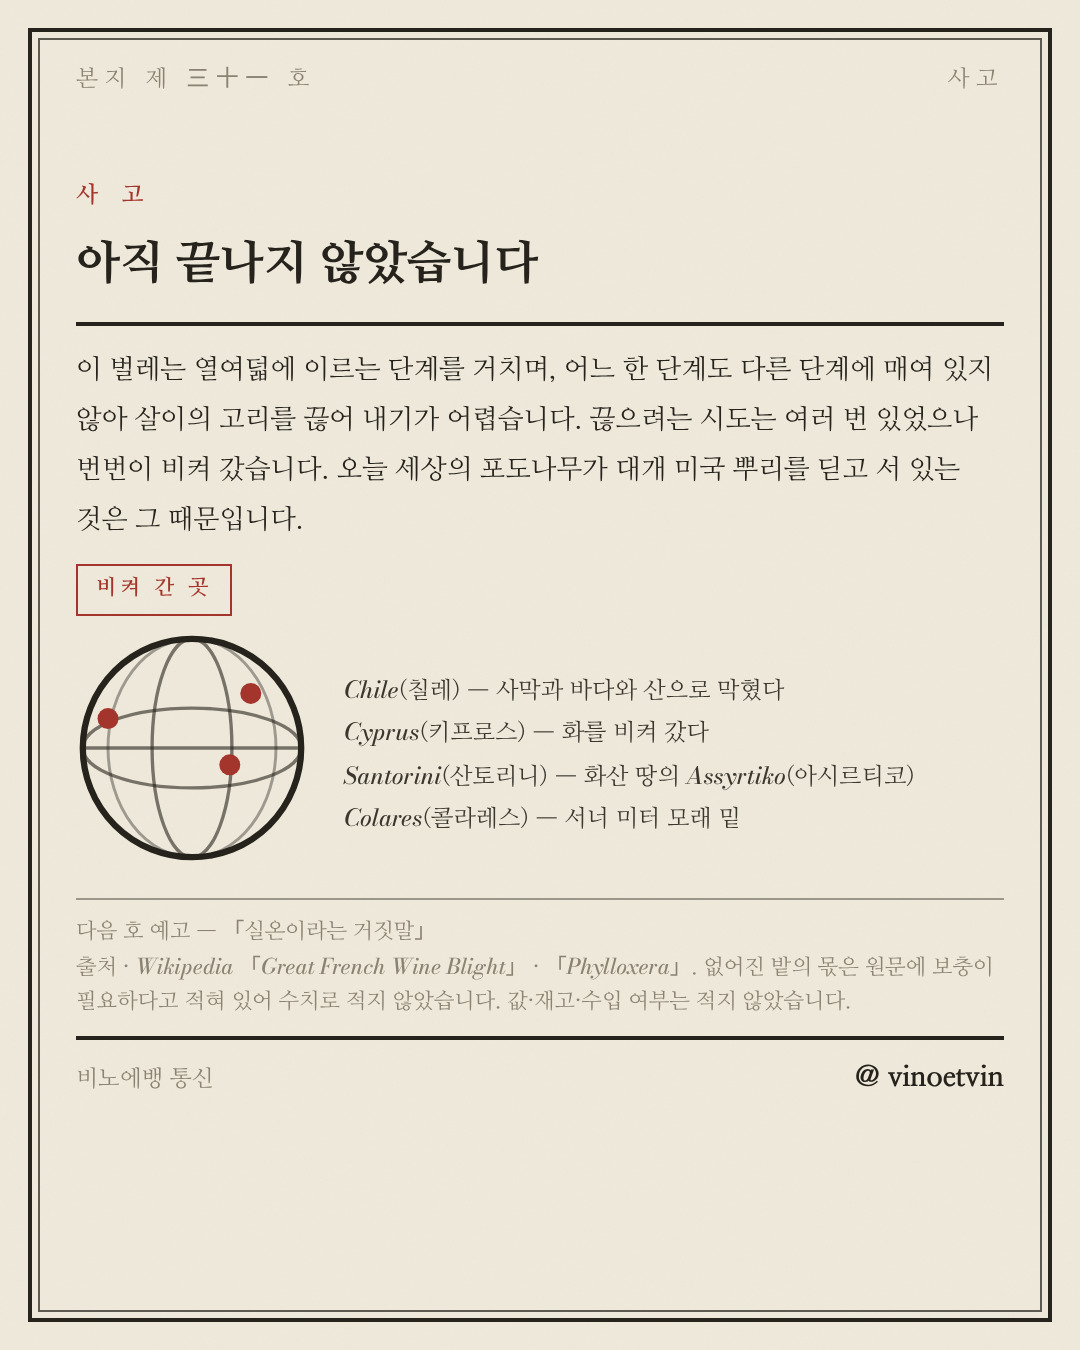 본지 제 三十一 호
사고
사 고
아직 끝나지 않았습니다
이 벌레는 열여덟에 이르는 단계를 거치며, 어느 한 단계도 다른 단계에 매여 있지
않아 살이의 고리를 끊어 내기가 어렵습니다. 끊으려는 시도는 여러 번 있었으나
번번이 비켜 갔습니다. 오늘 세상의 포도나무가 대개 미국 뿌리를 딛고 서 있는
것은 그 때문입니다.
비켜 간 곳
Chile(칠레) — 사막과 바다와 산으로 막혔다
Cyprus(키프로스) — 화를 비켜 갔다
Santorini(산토리니) — 화산 땅의 Assyrtiko(아시르티코)
Colares(콜라레스) — 서너 미터 모래 밑
다음 호 예고 — 「실온이라는 거짓말」
출처 · Wikipedia 「Great French Wine Blight」 · 「Phylloxera」. 없어진 밭의 몫은 원문에 보충이
필요하다고 적혀 있어 수치로 적지 않았습니다. 값·재고·수입 여부는 적지 않았습니다.
비노에뱅 통신
@ vinoetvin